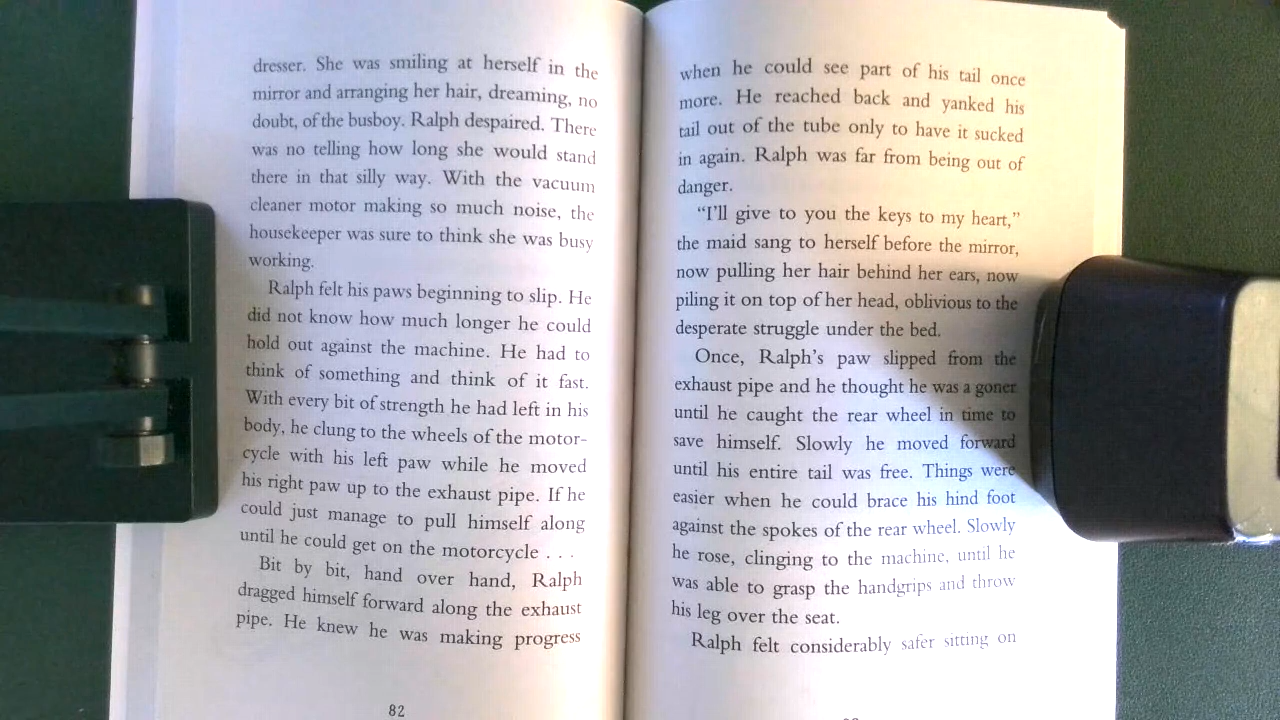 dresser. She was smiling at herself in the
mirror and arranging her hair, dreaming, no
doubt, of the busboy. Ralph despaired. There
was no telling how long she would stand
there in that silly way. With the vacuum
cleaner motor making so much noise, the
housekeeper was sure to think she was busy
working.
Ralph felt his paws beginning to slip. He
did not know how much longer he could
hold out against the machine. He had to
think of something and think of it fast.
With every bit of strength he had left in his
body, he clung to the wheels of the motor-
cycle with his left paw while he moved
his right paw up to the exhaust pipe. If he
could just manage to pull himself along
until he could get on the motorcycle . . .
Bit by bit, hand over hand, Ralph
dragged himself forward along the exhaust
pipe. He knew he was making progress
82
when he could see part of his tail once
more. He reached back and yanked his
tail out of the tube only to have it sucked
in again. Ralph was far from being out of
danger.
“I’ll give to you the keys to my heart,”
the maid sang to herself before the mirror,
now pulling her hair behind her ears, now
piling it on top of her head, oblivious to the
desperate struggle under the bed.
Once, Ralph’s paw slipped from the
exhaust pipe and he thought he was a goner
until he caught the rear wheel in time to
save himself. Slowly he moved forward
until his entire tail was free. Things were
easier when he could brace his hind foot
against the spokes of the rear wheel. Slowly
he rose, clinging to the machine, until he
was able to grasp the handgrips and throw
his leg over the seat.
Ralph felt considerably safer sitting on